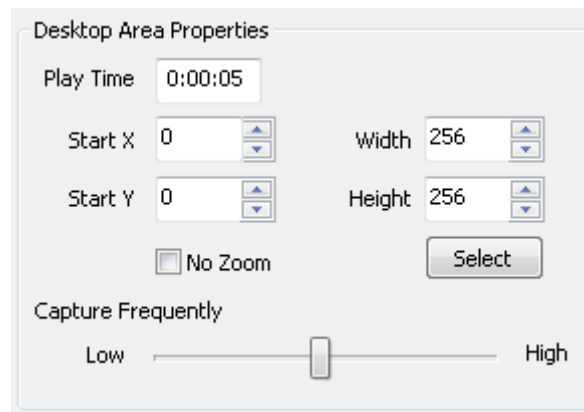 Desktop Area Properties
Play Time 0:00:05
Start X 0 Width 256
Start Y 0 Height 256
No Zoom Select
Capture Frequently
Low High